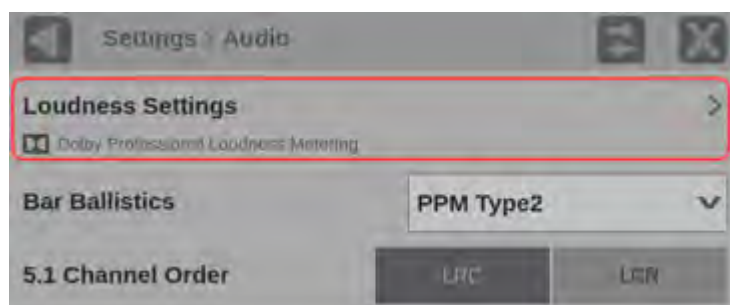 Settings > Audio
Loudness Settings >
Dolby Professional Loudness Metering
Bar Ballistics PPM Type2
5.1 Channel Order LRC LCR